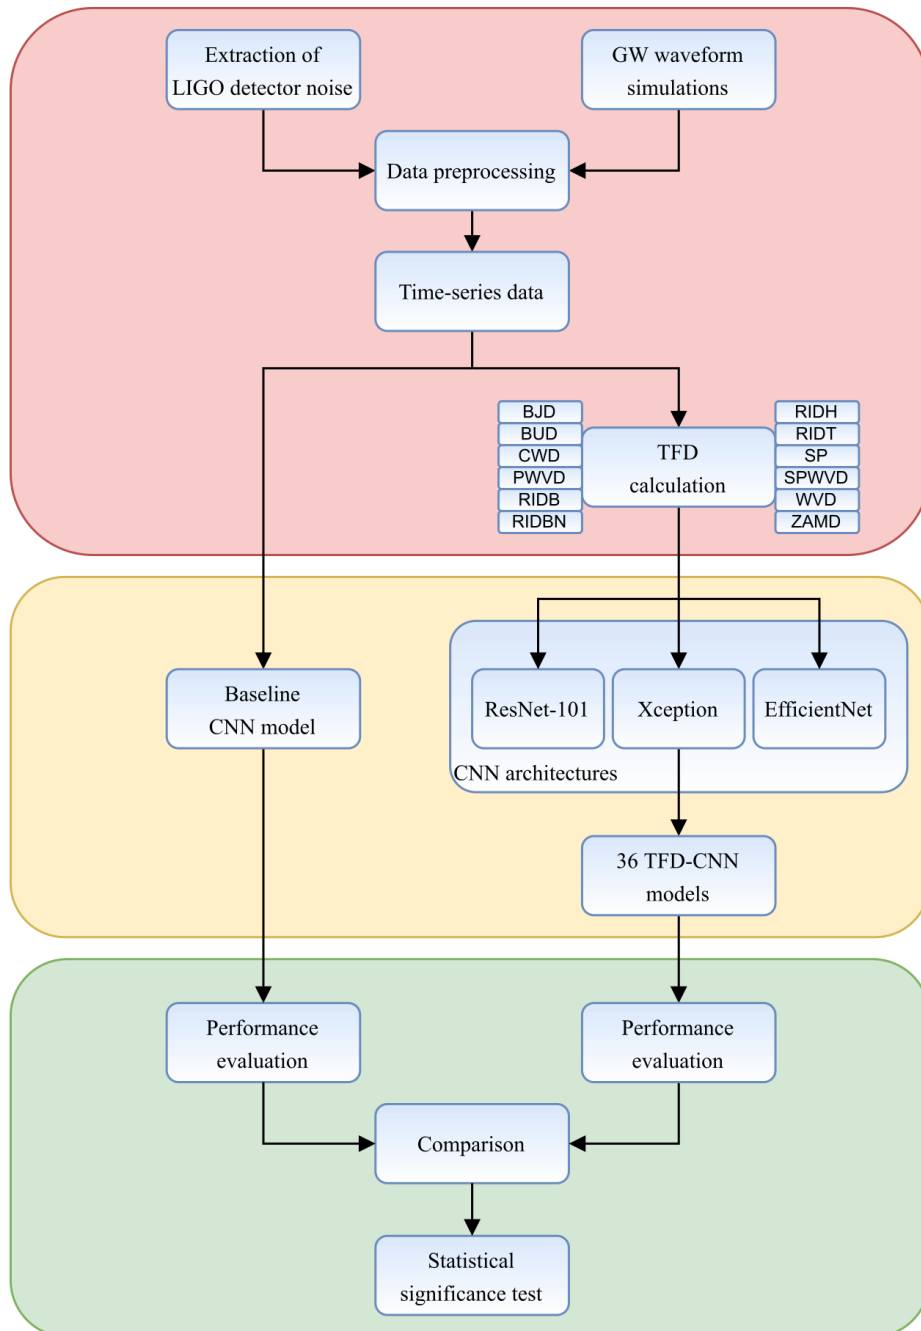 Extraction of
LIGO detector noise
GW waveform
simulations
Data preprocessing
Time-series data
BJD
BUD
CWD
PWVD
RIDB
RIDBN
TFD
calculation
RIDH
RIDT
SP
SPWVD
WVD
ZAMD
Baseline
CNN model
ResNet-101
Xception
EfficientNet
CNN architectures
36 TFD-CNN
models
Performance
evaluation
Performance
evaluation
Comparison
Statistical
significance test